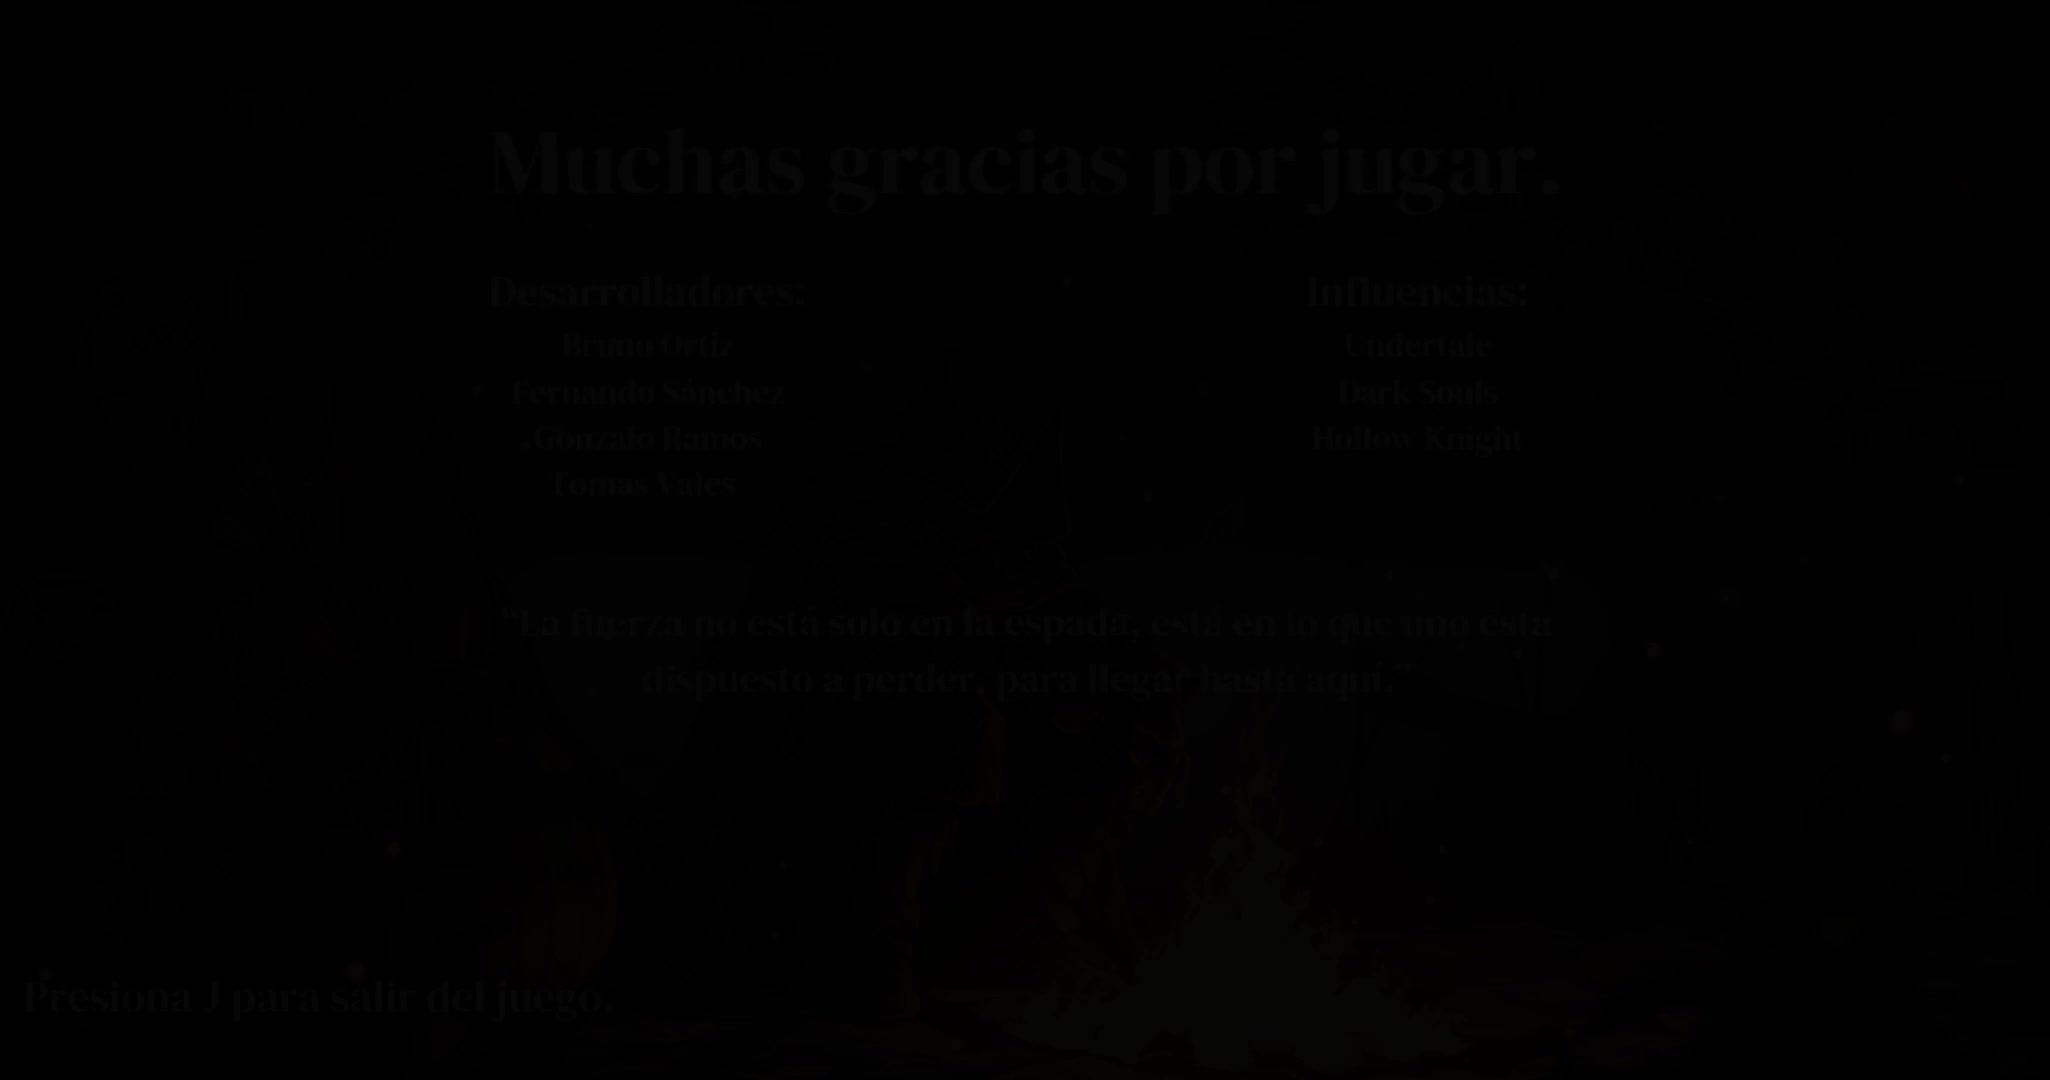 Muchas gracias por jugar.
Desarrolladores:
Bruno Ortiz
Fernando Sánchez
Gonzalo Ramos
Tomas Vales
Influencias:
Undertale
Dark Souls
Hollow Knight
“La fuerza no está solo en la espada, está en lo que uno esta
dispuesto a perder, para llegar hasta aquí.”
Presiona J para salir del juego.